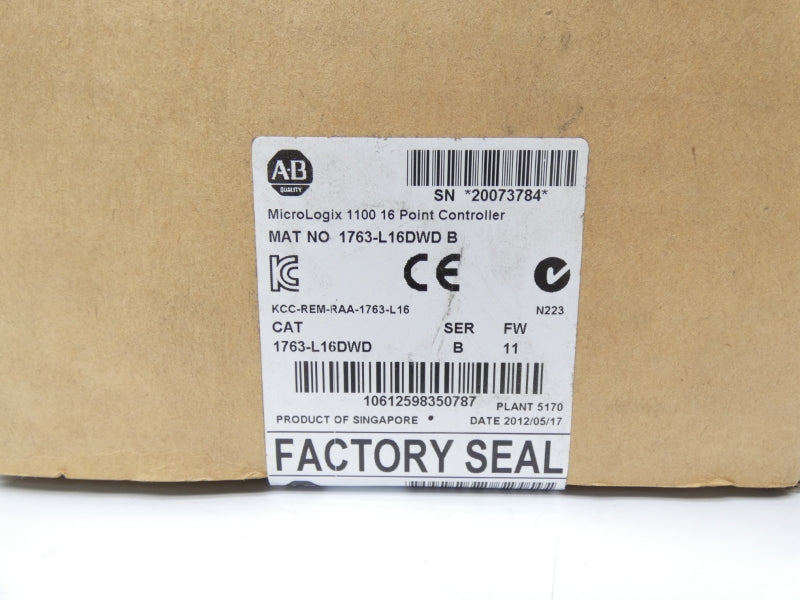 A·B
QUALITY
SN *20073784*
MicroLogix 1100 16 Point Controller
MAT NO 1763-L16DWD B
CE
KCC-REM-RAA-1763-L16
N223
CAT SER FW
1763-L16DWD B 11
10612598350787
PLANT 5170
PRODUCT OF SINGAPORE
DATE 2012/05/17
FACTORY SEAL